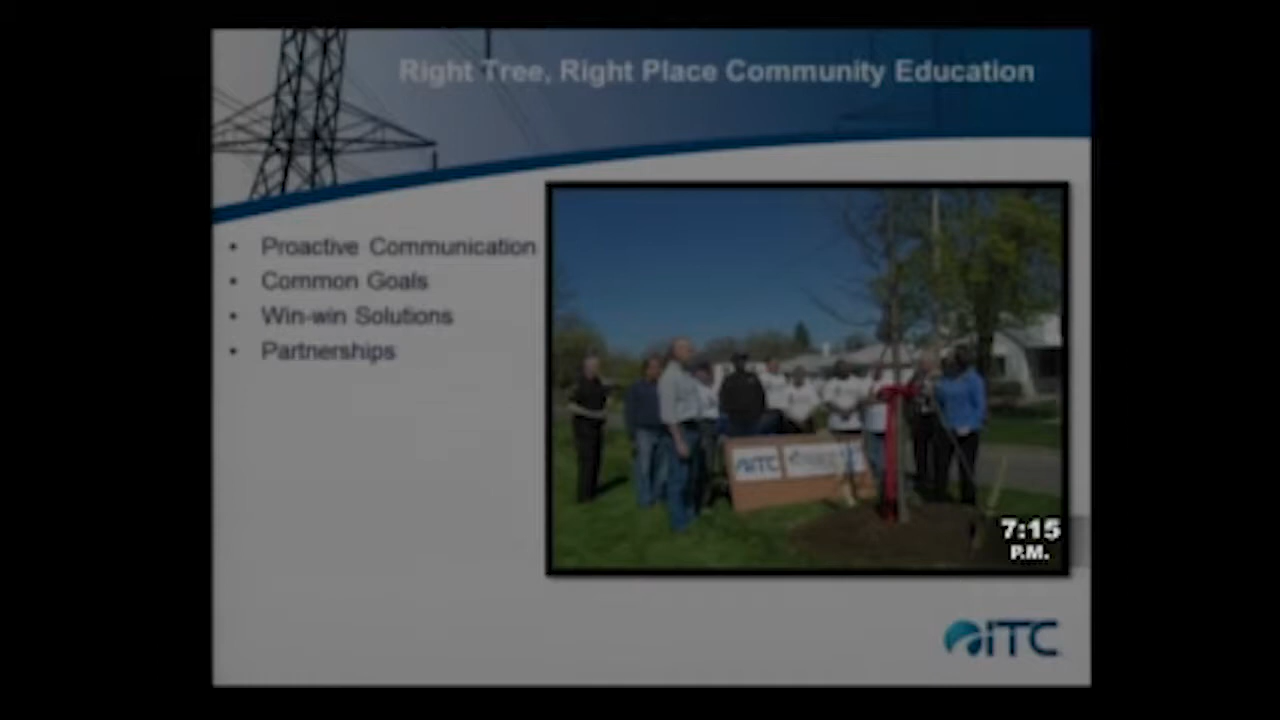 Right Tree, Right Place Community Education
• Proactive Communication
• Common Goals
• Win-win Solutions
• Partnerships
ITC
7:15
P.M.
iTC